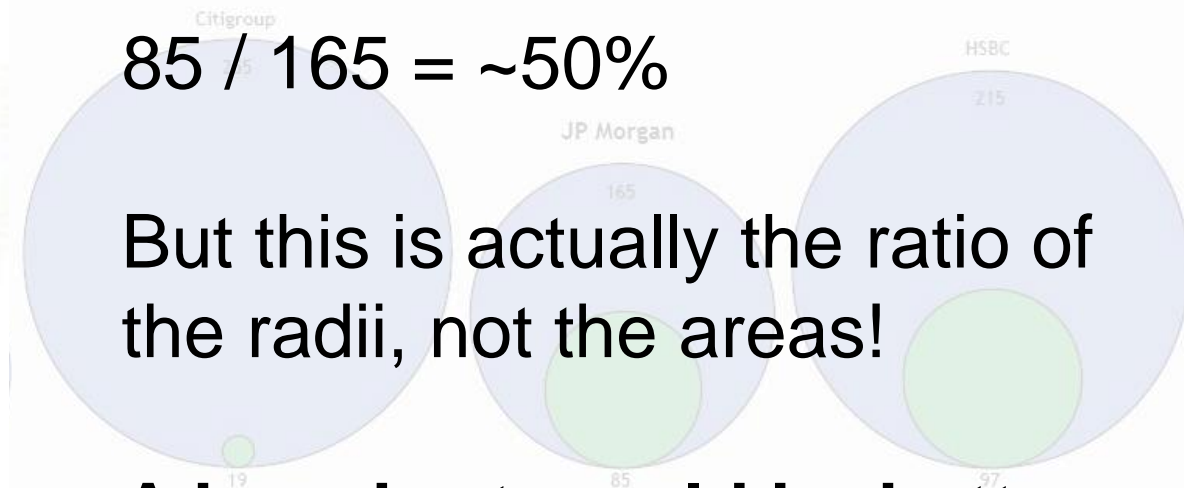 Citigroup
85 / 165 = ~50%
HSBC
215
JP Morgan
165
But this is actually the ratio of
the radii, not the areas!
19
85
97